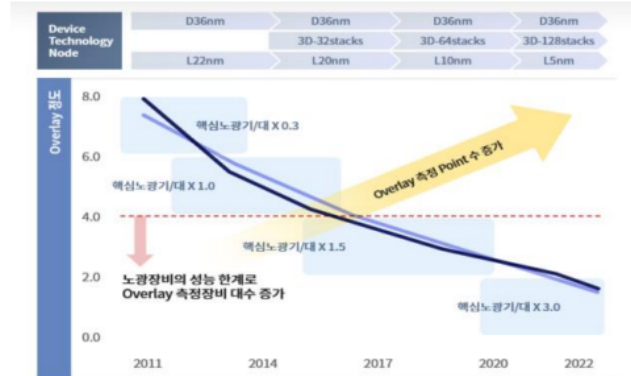 Device
Technology
Node
D36nm D36nm D36nm D36nm
3D-32stacks 3D-64stacks 3D-128stacks
L22nm L20nm L10nm L5nm
Overlay 정도
8.0
핵심노광기/대 X 0.3
6.0
Overlay 측정 Point 수 증가
핵심노광기/대 X 1.0
4.0
핵심노광기/대 X 1.5
노광장비의 성능 한계로
Overlay 측정장비 대수 증가
2.0
핵심노광기/대 X 3.0
0.0
2011 2014 2017 2020 2022